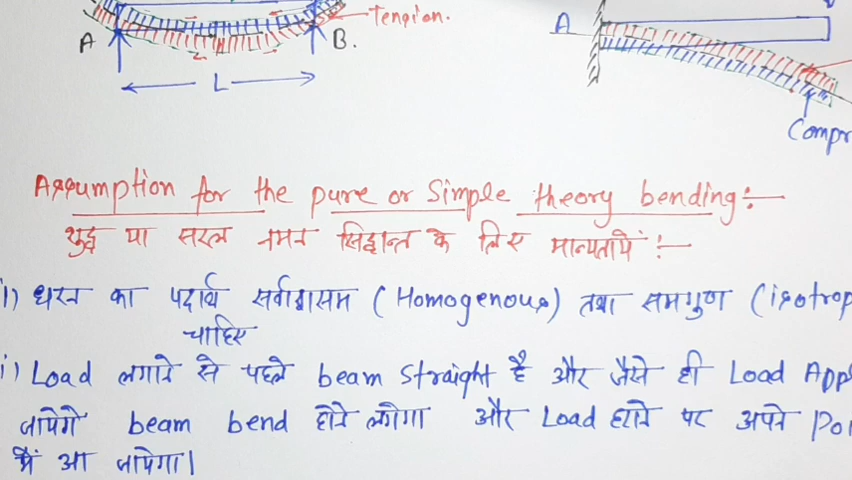 Tension.
A
B.
L
A
Compr
Assumption for the pure or Simple theory bending:-
शुद्ध या सरल नमन सिद्धान्त के लिए मान्यतायें :-
i) धरन का पदार्थ सर्वांगसम (Homogenous) तथा समगुण (isotrop
चाहिए
i) Load लगाने से पहले beam straight है और जैसे ही Load App
जायेगे beam bend होने लगेगा और Load हटाने पर अपने Po
में आ जायेगा।